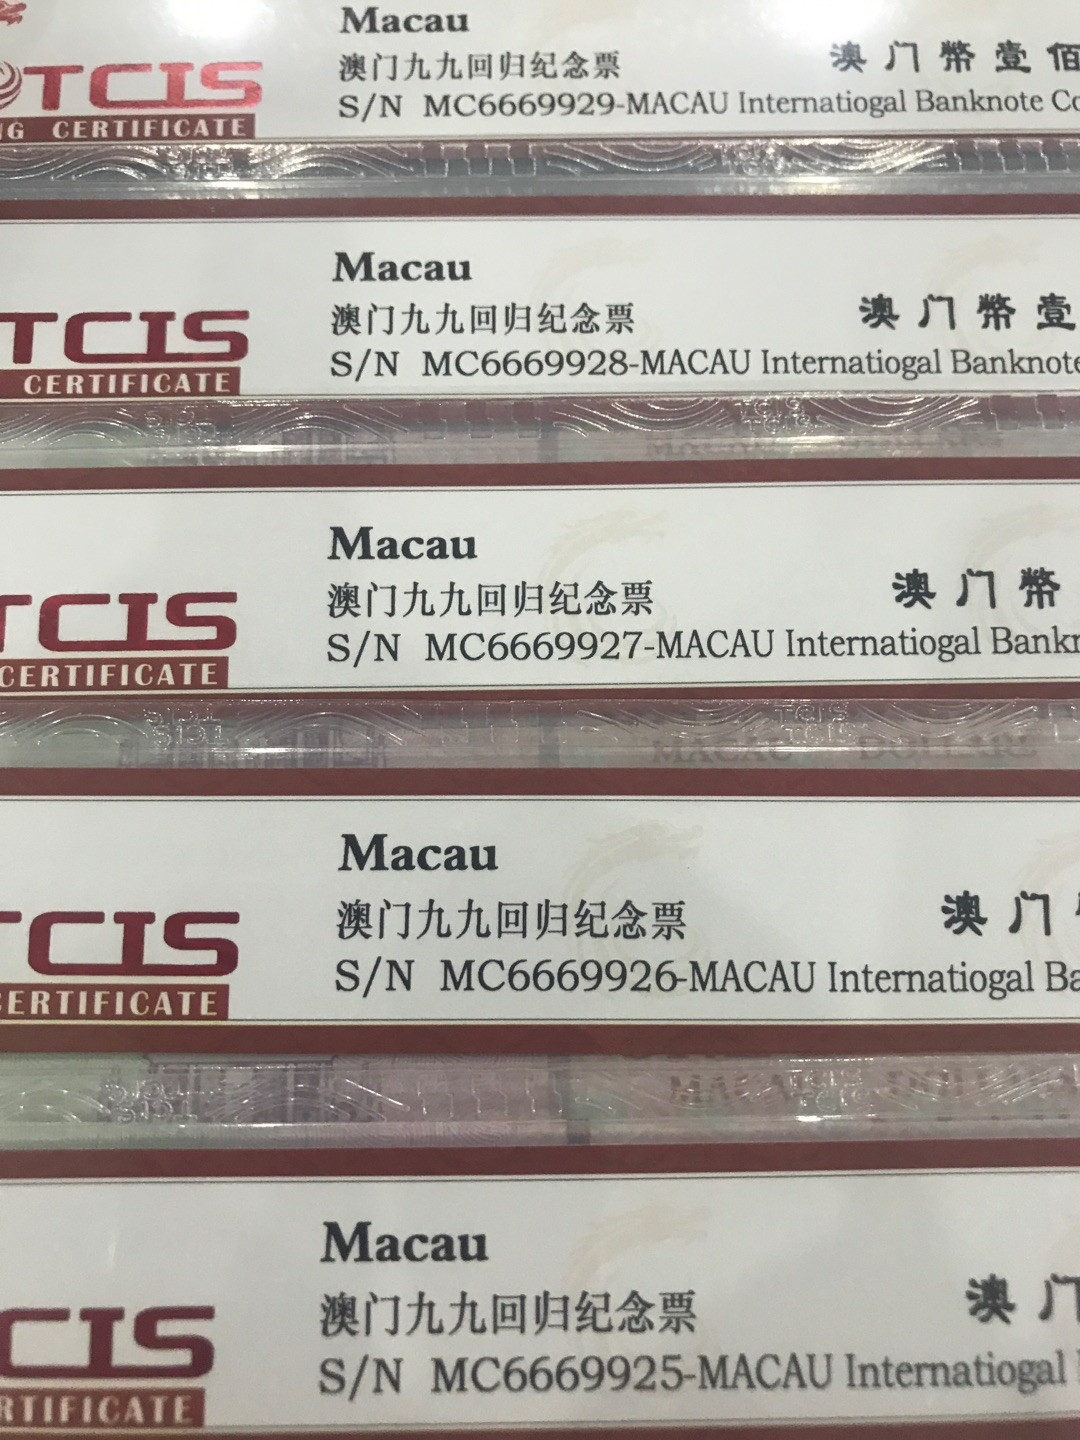 Macau
澳门九九回归纪念票
澳门幣壹佰
S/N MC6669929-MACAU Internatiogal Banknote
TCIS
CERTIFICATE
Macau
澳门九九回归纪念票
澳门幣壹
S/N MC6669928-MACAU Internatiogal Banknote
TCIS
CERTIFICATE
Macau
澳门九九回归纪念票
澳门幣
S/N MC6669927-MACAU Internatiogal
TCIS
CERTIFICATE
TCIS
TCIS
MACAU
Macau
澳门九九回归纪念票
澳门
S/N MC6669926-MACAU Internatiogal
TCIS
CERTIFICATE
Macau
澳门九九回归纪念票
澳门
S/N MC6669925-MACAU Internatiogal
CIS
RTIFICATE